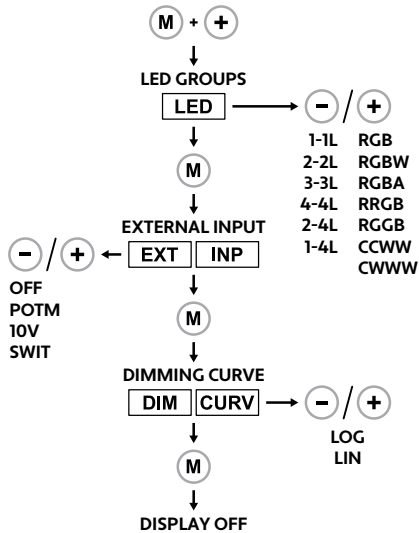 M + +
LED GROUPS
LED
− / +
1-1L RGB
2-2L RGBW
3-3L RGBA
4-4L RRGB
2-4L RGGB
1-4L CCWW
CWWW
M
EXTERNAL INPUT
EXT INP
− / +
OFF
POTM
10V
SWIT
M
DIMMING CURVE
DIM CURV
− / +
LOG
LIN
M
DISPLAY OFF